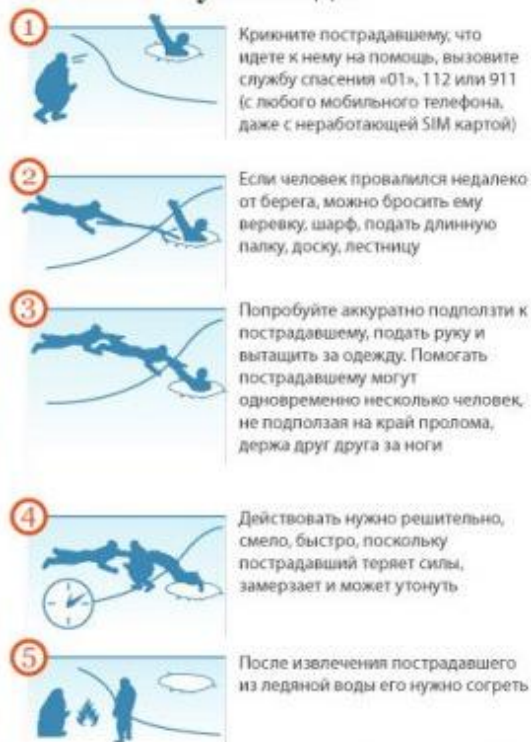 1
Крикните пострадавшему, что
идете к нему на помощь, вызовите
службу спасения «01», 112 или 911
(с любого мобильного телефона,
даже с неработающей SIM картой)
2
Если человек провалился недалеко
от берега, можно бросить ему
веревку, шарф, подать длинную
палку, доску, лестницу
3
Попробуйте аккуратно подползти к
пострадавшему, подать руку и
вытащить за одежду. Помогать
пострадавшему могут
одновременно несколько человек,
не подползая на край пролома,
держа друг друга за ноги
4
Действовать нужно решительно,
смело, быстро, поскольку
пострадавший теряет силы,
замерзает и может утонуть
5
После извлечения пострадавшего
из ледяной воды его нужно согреть